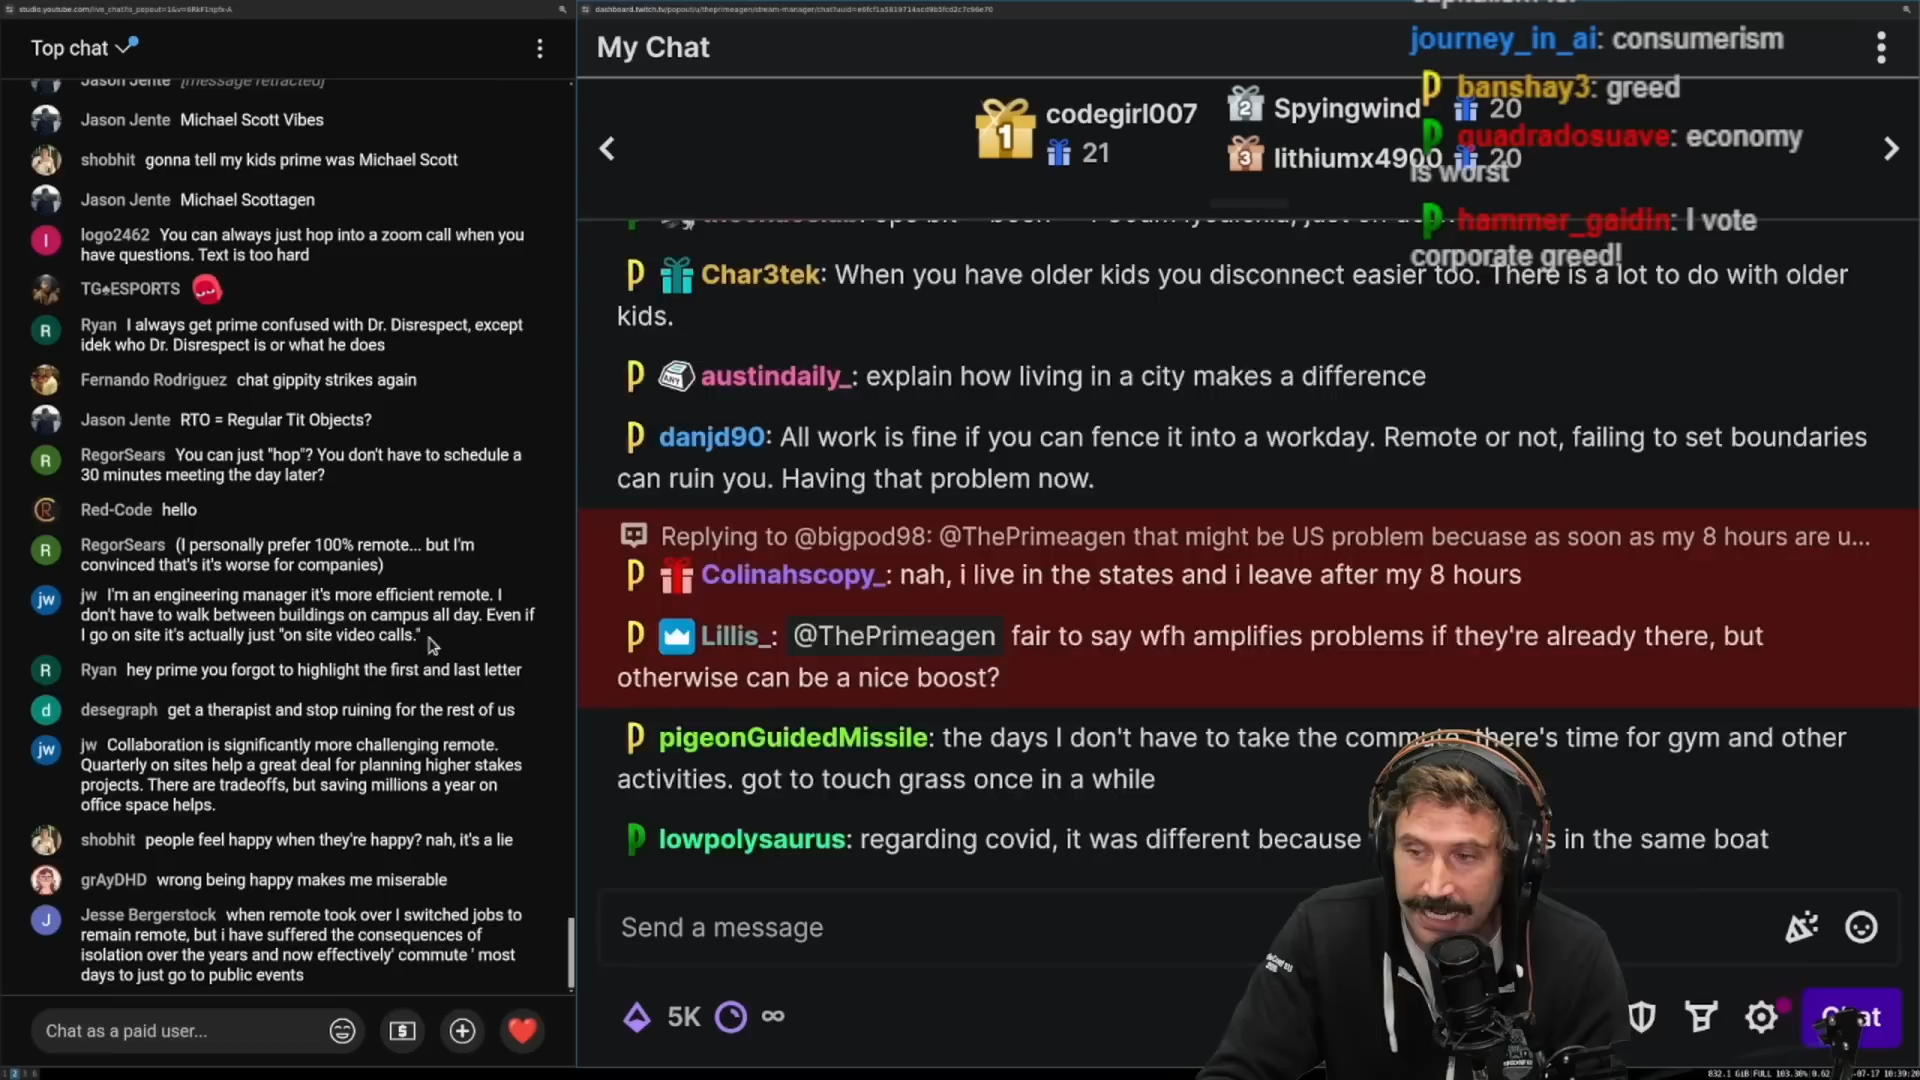 studio.youtube.com/live_chat?is_popout=1&v=6RkF1npfx-A
Top chat
Jason Jente [message retracted]
Jason Jente Michael Scott Vibes
shobhit gonna tell my kids prime was Michael Scott
Jason Jente Michael Scottagen
logo2462 You can always just hop into a zoom call when you
have questions. Text is too hard
TG♠ESPORTS
Ryan I always get prime confused with Dr. Disrespect, except
idek who Dr. Disrespect is or what he does
Fernando Rodriguez chat gippity strikes again
Jason Jente RTO = Regular Tit Objects?
RegorSears You can just "hop"? You don't have to schedule a
30 minutes meeting the day later?
Red-Code hello
RegorSears (I personally prefer 100% remote... but I'm
convinced that's it's worse for companies)
jw I'm an engineering manager it's more efficient remote. I
don't have to walk between buildings on campus all day. Even if
I go on site it's actually just "on site video calls."
Ryan hey prime you forgot to highlight the first and last letter
desegraph get a therapist and stop ruining for the rest of us
jw Collaboration is significantly more challenging remote.
Quarterly on sites help a great deal for planning higher stakes
projects. There are tradeoffs, but saving millions a year on
office space helps.
shobhit people feel happy when they're happy? nah, it's a lie
grAyDHD wrong being happy makes me miserable
Jesse Bergerstock when remote took over I switched jobs to
remain remote, but i have suffered the consequences of
isolation over the years and now effectively' commute ' most
days to just go to public events
Chat as a paid user...
My Chat
1 codegirl007
21
2 Spyingwind 20
3 lithiumx4900 20
Char3tek: When you have older kids you disconnect easier too. There is a lot to do with older
kids.
austindaily_: explain how living in a city makes a difference
danjd90: All work is fine if you can fence it into a workday. Remote or not, failing to set boundaries
can ruin you. Having that problem now.
Replying to @bigpod98: @ThePrimeagen that might be US problem becuase as soon as my 8 hours are u...
Colinahscopy_: nah, i live in the states and i leave after my 8 hours
Lillis_: @ThePrimeagen fair to say wfh amplifies problems if they're already there, but
otherwise can be a nice boost?
pigeonGuidedMissile: the days I don't have to take the commute, there's time for gym and other
activities. got to touch grass once in a while
lowpolysaurus: regarding covid, it was different because s in the same boat
Send a message
5K ∞
Chat
journey_in_ai: consumerism
banshay3: greed
quadradosuave: economy
is worst
hammer_gaidin: I vote
corporate greed!